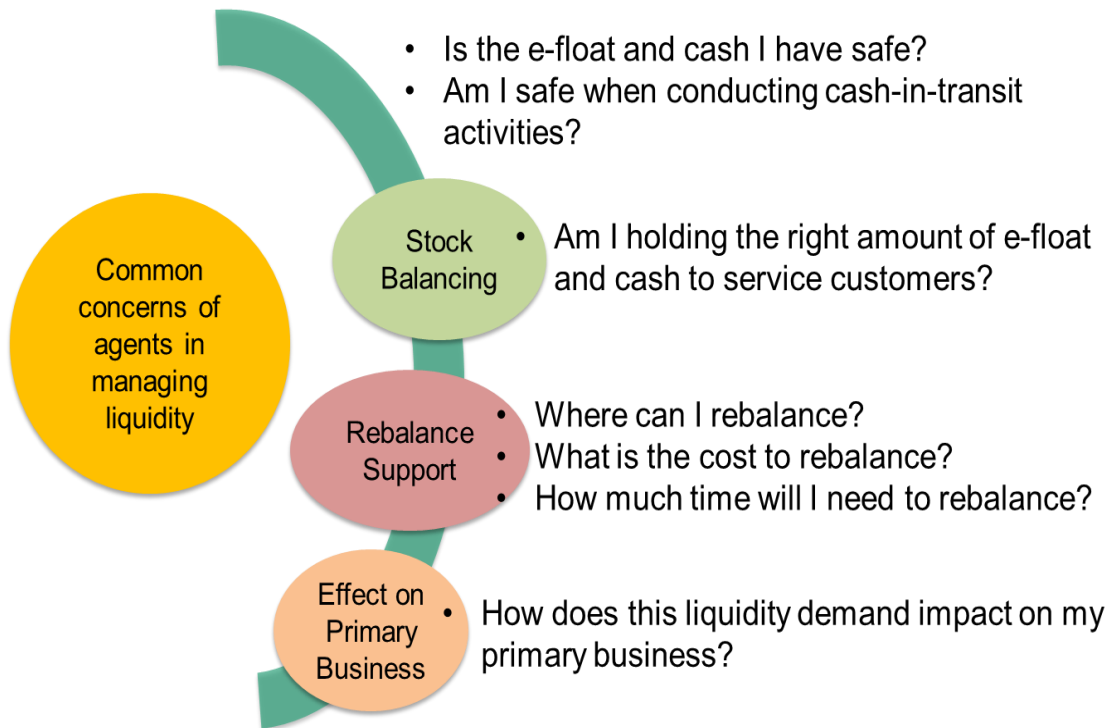 • Is the e-float and cash I have safe?
• Am I safe when conducting cash-in-transit
activities?
Common
concerns of
agents in
managing
liquidity
Stock
Balancing
• Am I holding the right amount of e-float
and cash to service customers?
Rebalance
Support
• Where can I rebalance?
• What is the cost to rebalance?
• How much time will I need to rebalance?
Effect on
Primary
Business
• How does this liquidity demand impact on my
primary business?